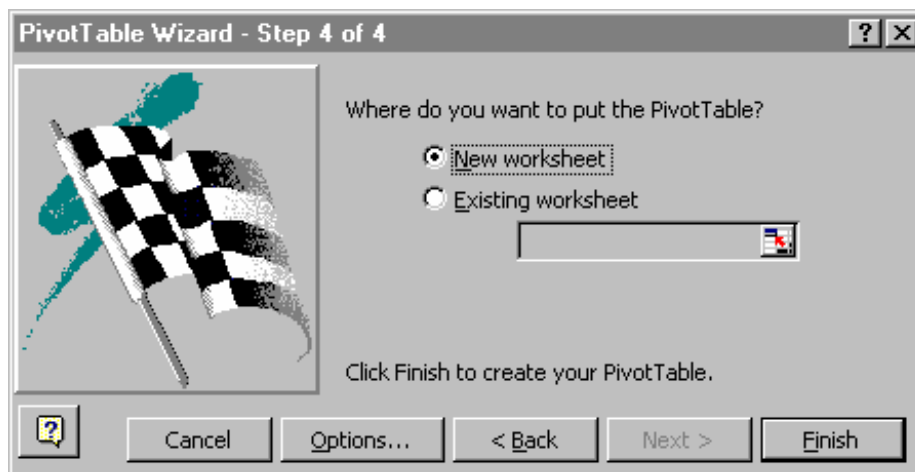 PivotTable Wizard - Step 4 of 4
Where do you want to put the PivotTable?
New worksheet
Existing worksheet
Click Finish to create your PivotTable.
Cancel Options... < Back Next > Finish